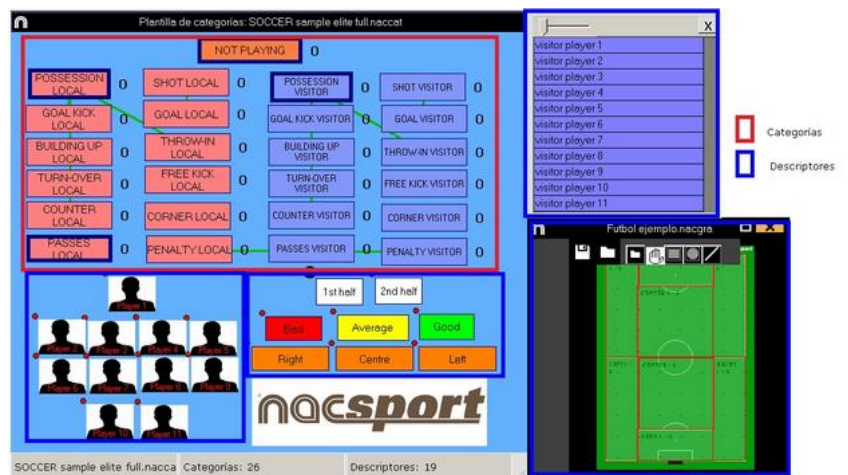 Plantilla de categorías: SOCCER sample elite full.naccat
NOT PLAYING 0
POSSESSION LOCAL 0
SHOT LOCAL 0
POSSESSION VISITOR 0
SHOT VISITOR 0
GOAL KICK LOCAL 0
GOAL LOCAL 0
GOAL KICK VISITOR 0
GOAL VISITOR 0
BUILDING UP LOCAL 0
THROW-IN LOCAL 0
BUILDING UP VISITOR 0
THROW-IN VISITOR 0
TURN-OVER LOCAL 0
FREE KICK LOCAL 0
TURN-OVER VISITOR 0
FREE KICK VISITOR 0
COUNTER LOCAL 0
CORNER LOCAL 0
COUNTER VISITOR 0
CORNER VISITOR 0
PASSES LOCAL 0
PENALTY LOCAL 0
PASSES VISITOR 0
PENALTY VISITOR 0
Player 1
Player 2
Player 3
Player 4
Player 5
Player 6
Player 7
Player 8
Player 9
Player 10
Player 11
1st half
2nd half
Bad
Average
Good
Right
Centre
Left
nacsport
SOCCER sample elite full.nacca
Categorías: 26
Descriptores: 19
X
visitor player 1
visitor player 2
visitor player 3
visitor player 4
visitor player 5
visitor player 6
visitor player 7
visitor player 8
visitor player 9
visitor player 10
visitor player 11
Categorías
Descriptores
Futbol ejemplo.nacgra